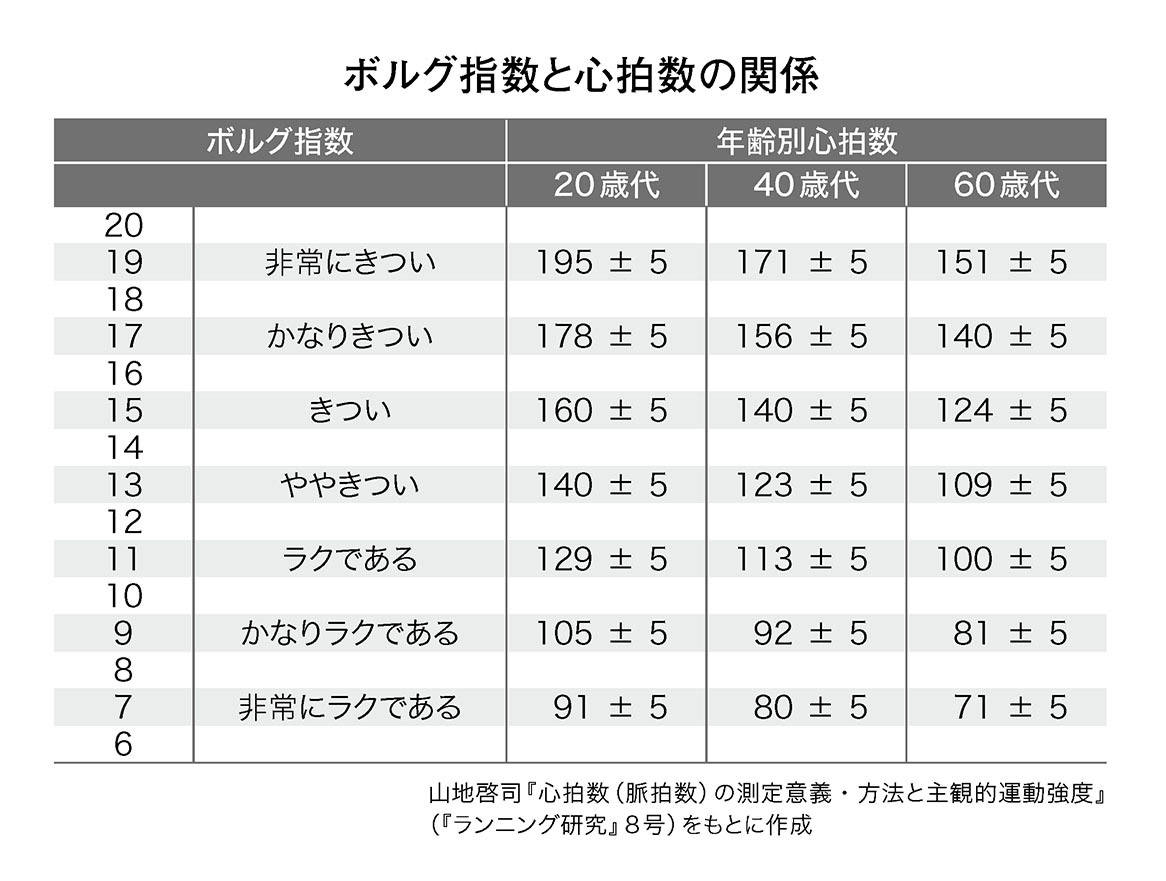 ボルグ指数と心拍数の関係
ボルグ指数 年齢別心拍数
20歳代 40歳代 60歳代
20
19 非常にきつい 195 ± 5 171 ± 5 151 ± 5
18
17 かなりきつい 178 ± 5 156 ± 5 140 ± 5
16
15 きつい 160 ± 5 140 ± 5 124 ± 5
14
13 ややきつい 140 ± 5 123 ± 5 109 ± 5
12
11 ラクである 129 ± 5 113 ± 5 100 ± 5
10
9 かなりラクである 105 ± 5 92 ± 5 81 ± 5
8
7 非常にラクである 91 ± 5 80 ± 5 71 ± 5
6
山地啓司『心拍数（脈拍数）の測定意義・方法と主観的運動強度』
（『ランニング研究』8号）をもとに作成